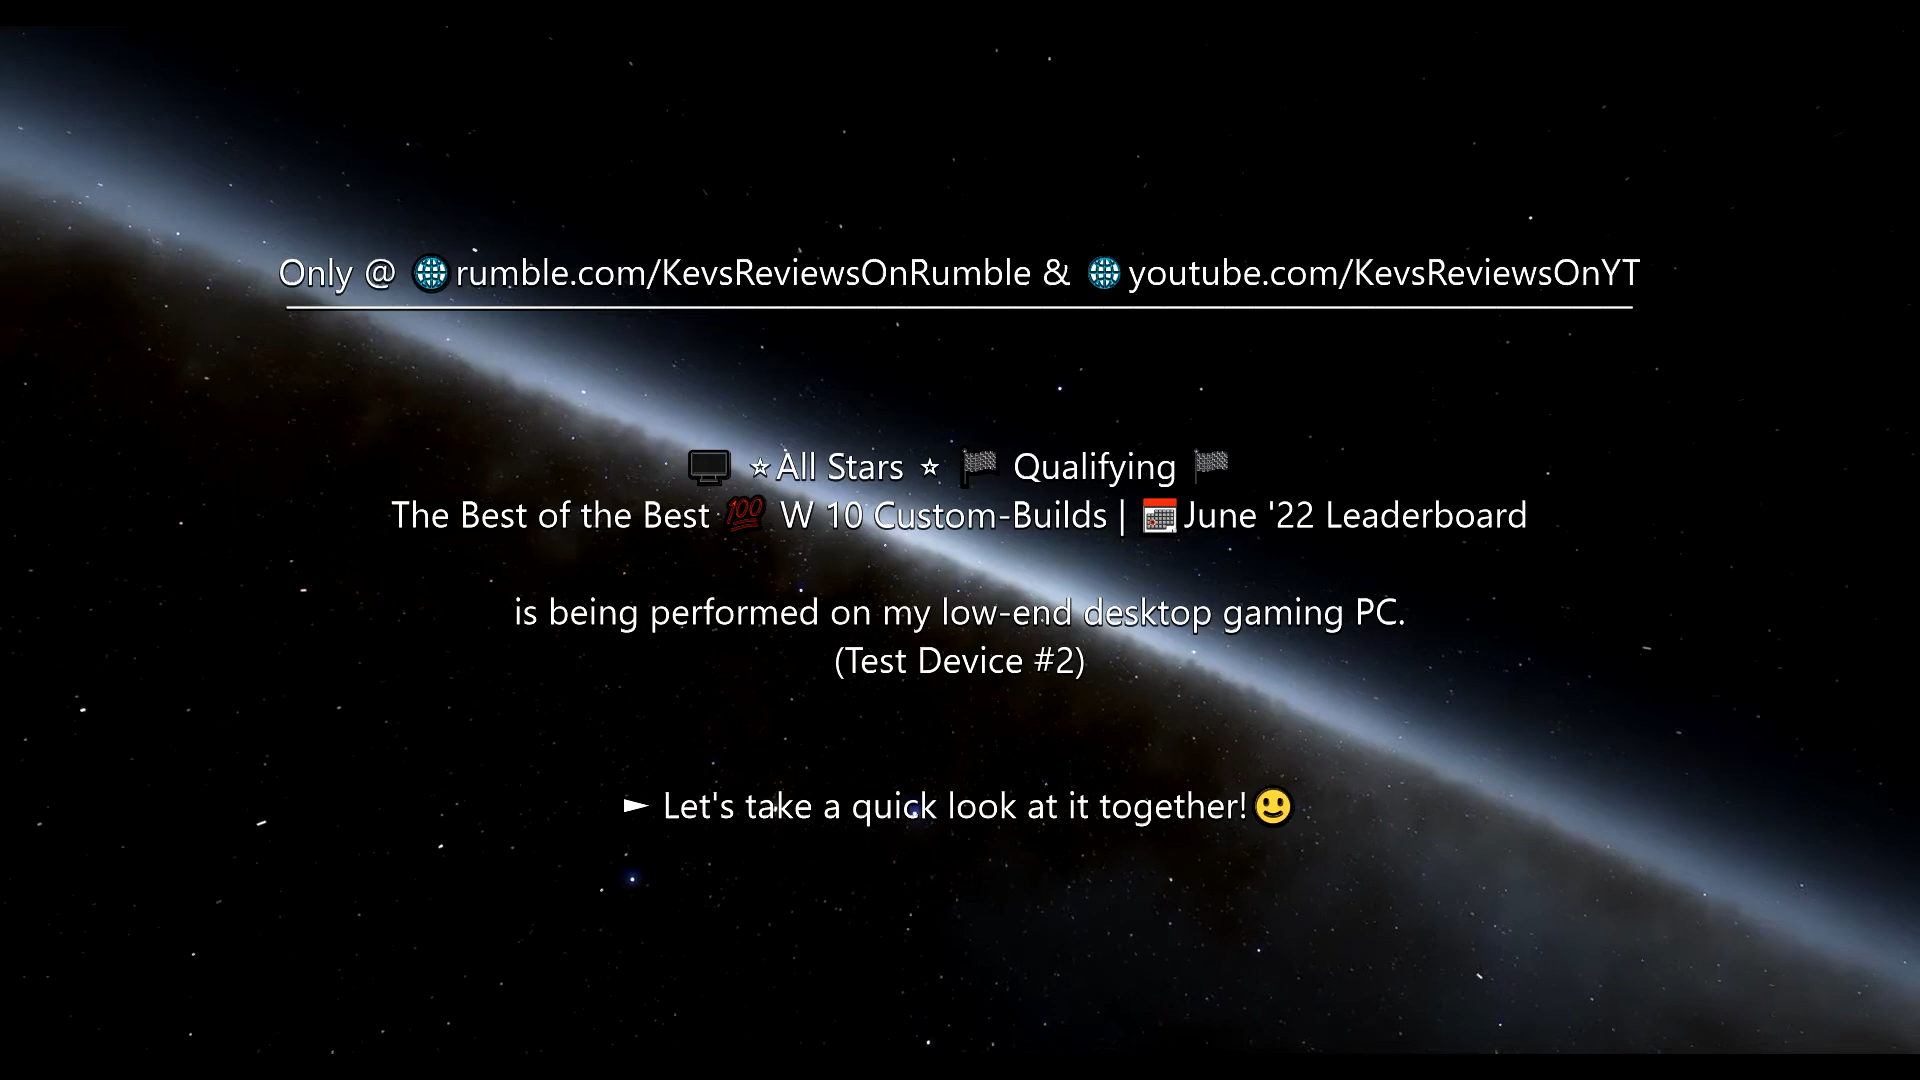 Only @ 🌐rumble.com/KevsReviewsOnRumble & 🌐youtube.com/KevsReviewsOnYT
🖥 ⭐All Stars ⭐ 🏁 Qualifying 🏁
The Best of the Best 💯 W 10 Custom-Builds | 📅June '22 Leaderboard
is being performed on my low-end desktop gaming PC.
(Test Device #2)
► Let's take a quick look at it together!🙂